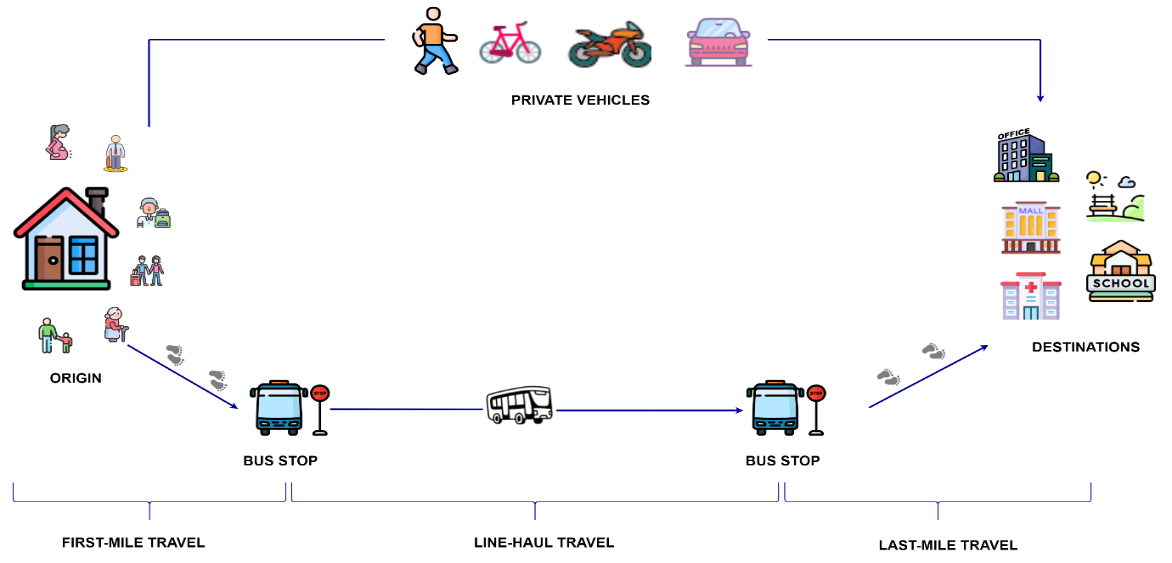 PRIVATE VEHICLES
OFFICE
MALL
SCHOOL
DESTINATIONS
ORIGIN
STOP
STOP
BUS STOP
BUS STOP
FIRST-MILE TRAVEL
LINE-HAUL TRAVEL
LAST-MILE TRAVEL